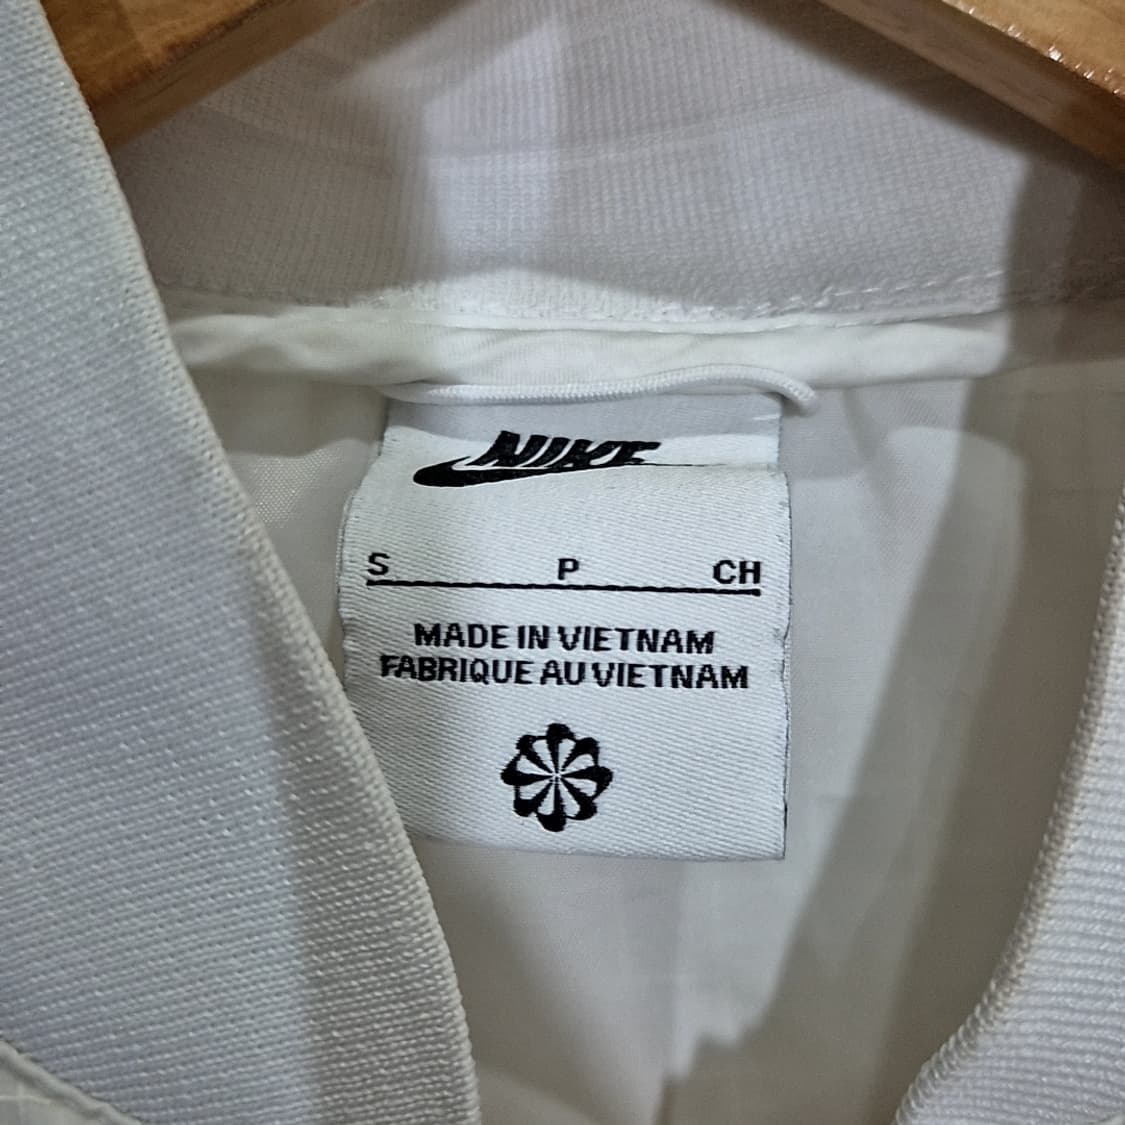 NIKE
S P CH
MADE IN VIETNAM
FABRIQUE AU VIETNAM